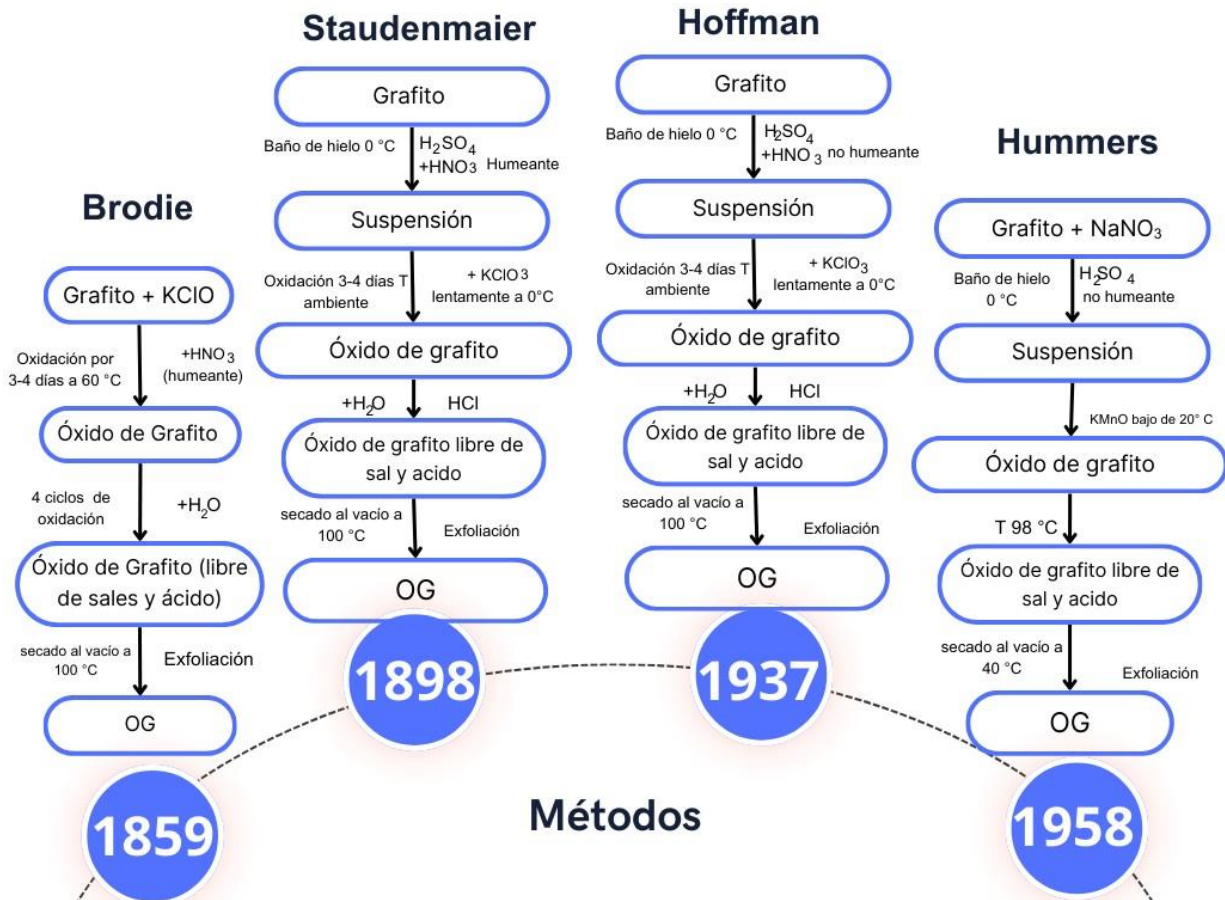 Brodie
Grafito + KClO
Oxidación por
3-4 días a 60 °C
+HNO3
(humeante)
Óxido de Grafito
4 ciclos de
oxidación
+H2O
Óxido de Grafito (libre
de sales y ácido)
secado al vacío a
100 °C
Exfoliación
OG
1859
Staudenmaier
Grafito
Baño de hielo 0 °C
H2SO4
+HNO3 Humeante
Suspensión
Oxidación 3-4 días T
ambiente
+ KClO3
lentamente a 0°C
Óxido de grafito
+H2O
HCl
Óxido de grafito libre de
sal y acido
secado al vacío a
100 °C
Exfoliación
OG
1898
Hoffman
Grafito
Baño de hielo 0 °C
H2SO4
+HNO3 no humeante
Suspensión
Oxidación 3-4 días T
ambiente
+ KClO3
lentamente a 0°C
Óxido de grafito
+H2O
HCl
Óxido de grafito libre de
sal y acido
secado al vacío a
100 °C
Exfoliación
OG
1937
Hummers
Grafito + NaNO3
Baño de hielo
0 °C
H2SO4
no humeante
Suspensión
KMnO bajo de 20° C
Óxido de grafito
T 98 °C
Óxido de grafito libre de
sal y acido
secado al vacío a
40 °C
Exfoliación
OG
1958
Métodos